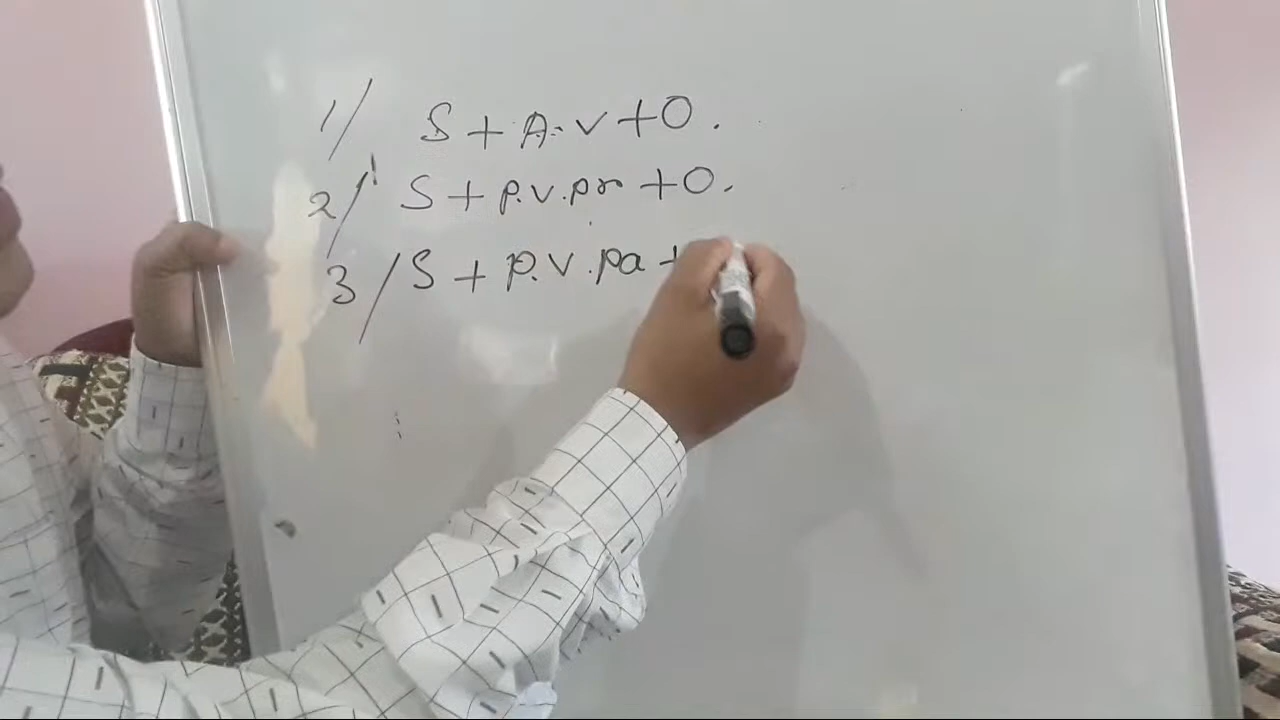 1/ S + A.V + O.
2/ S + P.V.Pr + O.
3/ S + P.V.Pa +